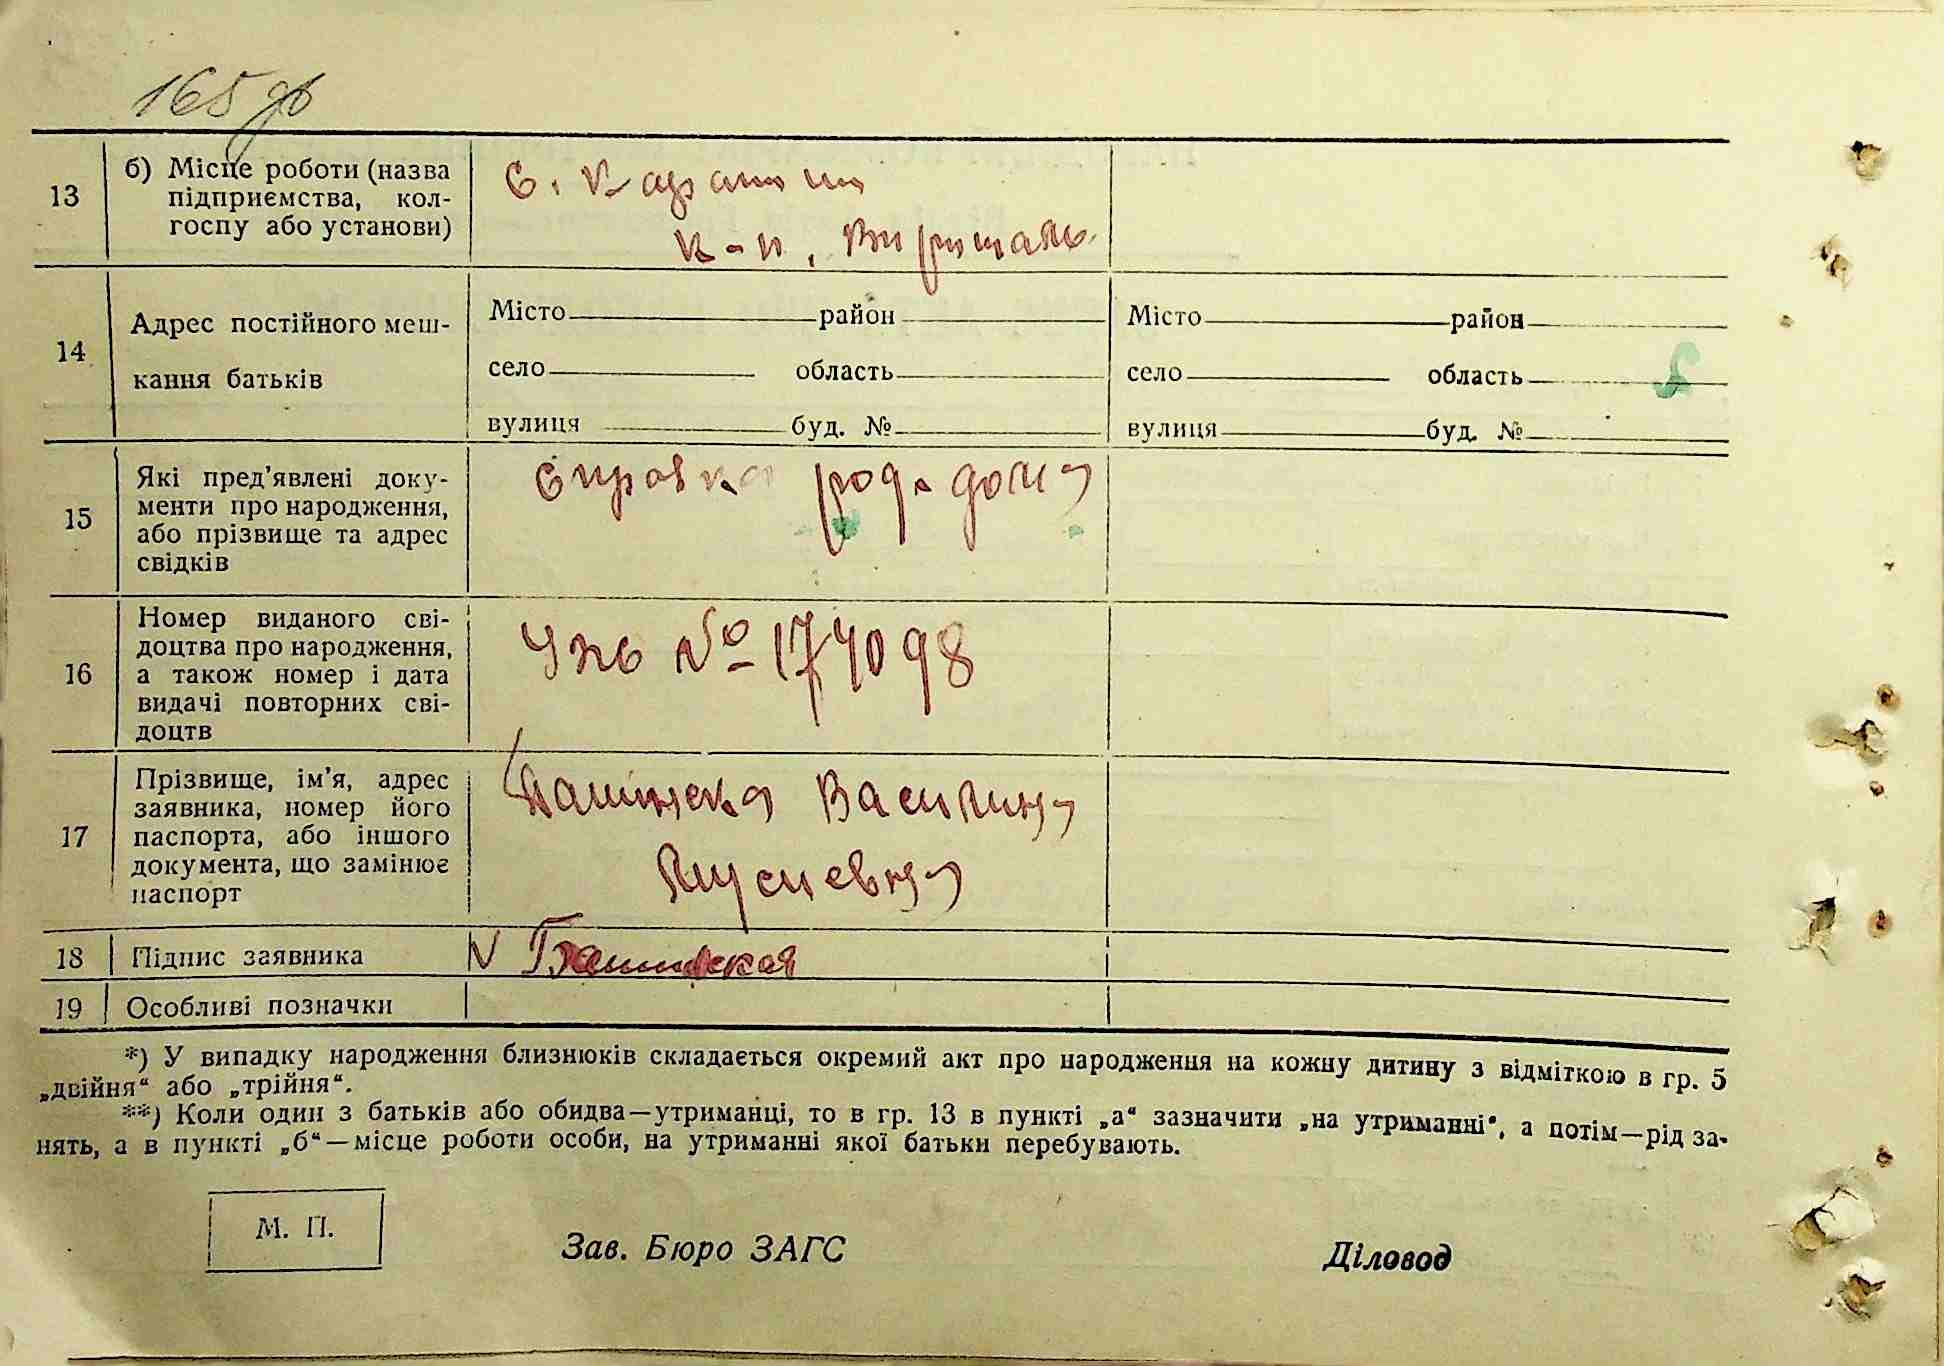 165 зв
13
б) Місце роботи (назва
підприємства, кол-
госпу або установи)
с.
к-п.
14
Адрес постійного меш-
кання батьків
Місто район
село область
вулиця буд. №
Місто район
село область
вулиця буд. №
15
Які пред’явлені доку-
менти про народження,
або прізвище та адрес
свідків
Справка род. дома
16
Номер виданого сві-
доцтва про народження,
а також номер і дата
видачі повторних сві-
доцтв
№ 174098
17
Прізвище, ім’я, адрес
заявника, номер його
паспорта, або іншого
документа, що замінює
паспорт
Василина
18
Підпис заявника
19
Особливі позначки
*) У випадку народження близнюків складається окремий акт про народження на кожну дитину з відміткою в гр. 5
„двійня“ або „трійня“.
**) Коли один з батьків або обидва—утриманці, то в гр. 13 в пункті „а“ зазначити „на утриманні“, а потім—рід за-
нять, а в пункті „б“—місце роботи особи, на утриманні якої батьки перебувають.
М. П.
Зав. Бюро ЗАГС
Діловод